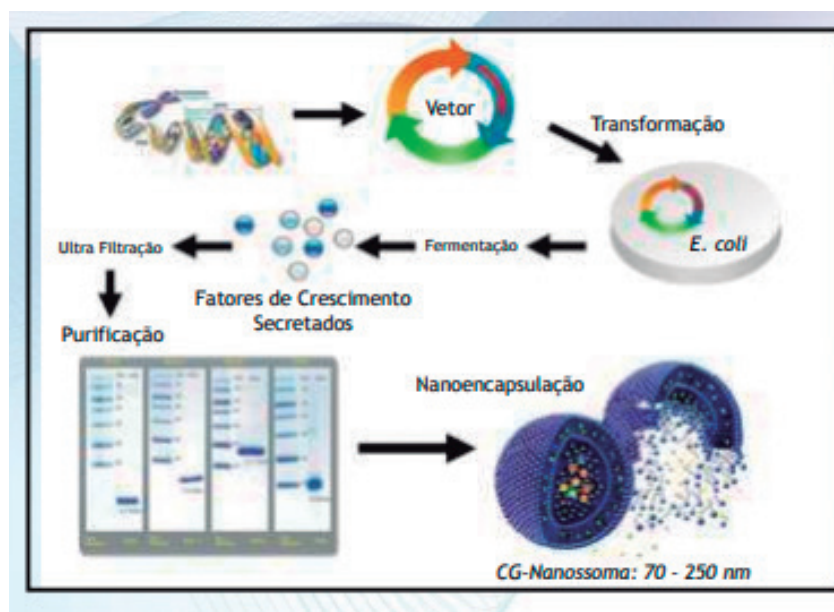 Vetor
Transformação
E. coli
Fermentação
Fatores de Crescimento
Secretados
Ultra Filtração
Purificação
Nanoencapsulação
CG-Nanossoma: 70 - 250 nm